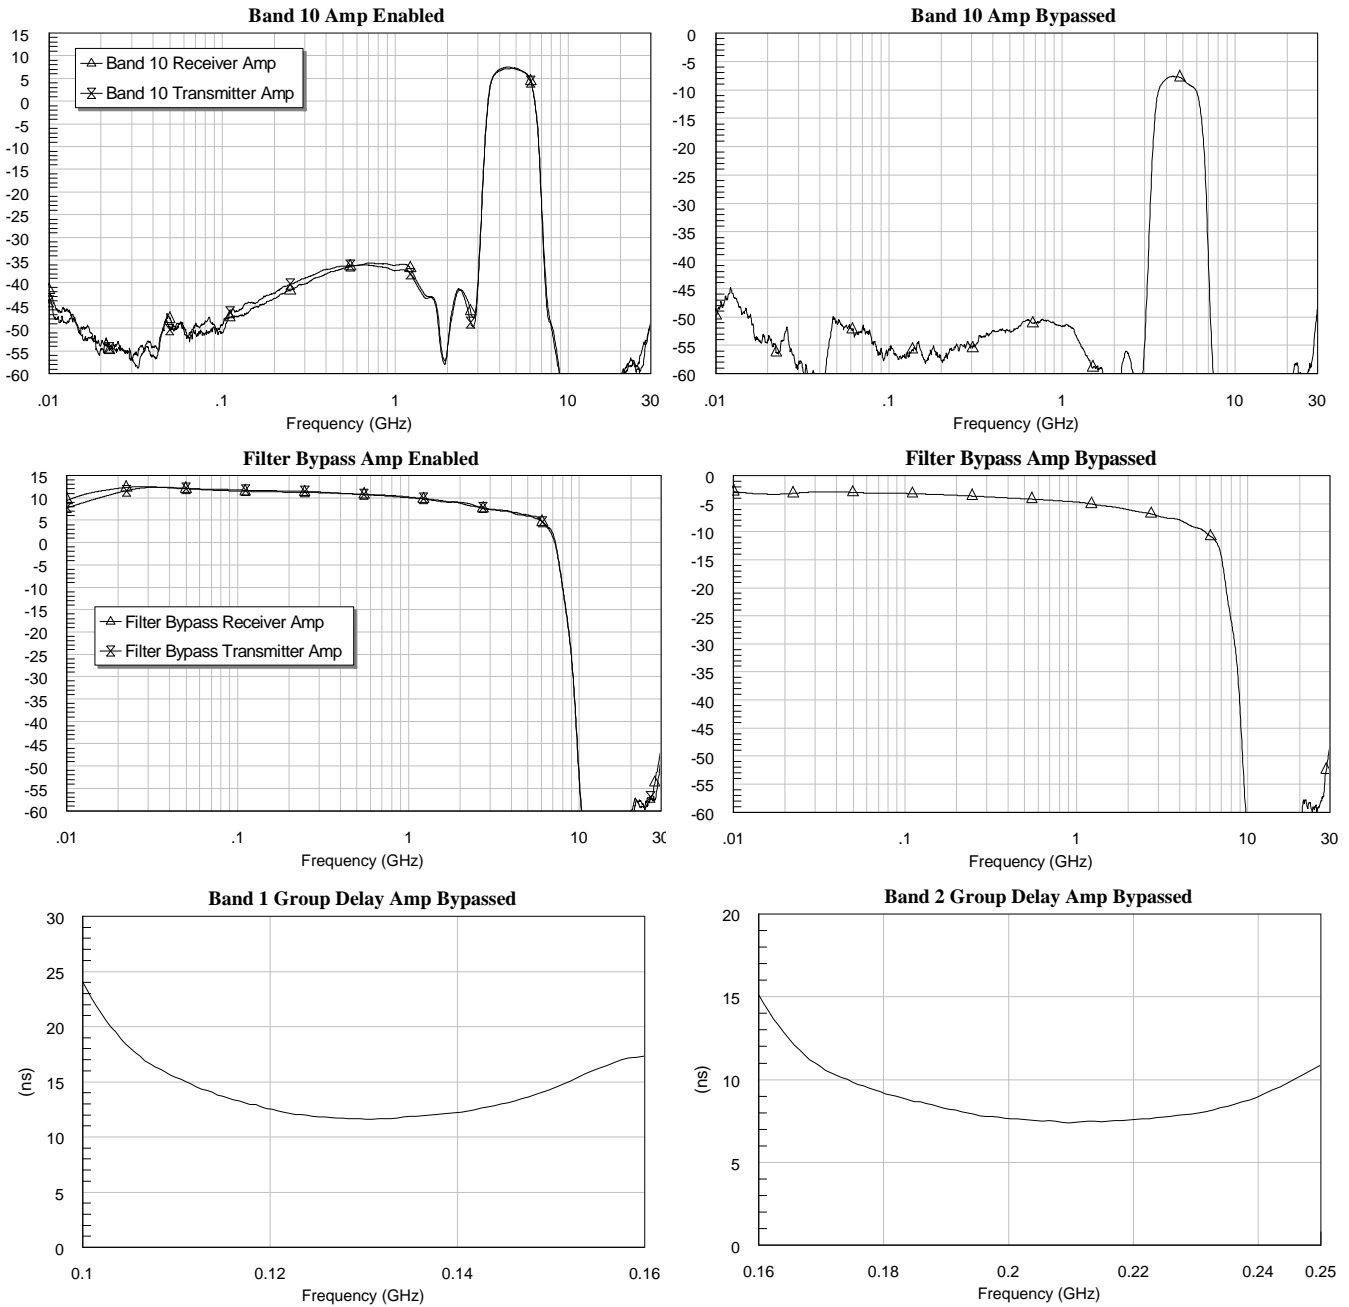 Band 10 Amp Enabled
15
10
5
0
-5
-10
-15
-20
-25
-30
-35
-40
-45
-50
-55
-60
Band 10 Receiver Amp
Band 10 Transmitter Amp
.01 .1 1 10 30
Frequency (GHz)
Band 10 Amp Bypassed
0
-5
-10
-15
-20
-25
-30
-35
-40
-45
-50
-55
-60
.01 .1 1 10 30
Frequency (GHz)
Filter Bypass Amp Enabled
15
10
5
0
-5
-10
-15
-20
-25
-30
-35
-40
-45
-50
-55
-60
Filter Bypass Receiver Amp
Filter Bypass Transmitter Amp
.01 .1 1 10 30
Frequency (GHz)
Filter Bypass Amp Bypassed
0
-5
-10
-15
-20
-25
-30
-35
-40
-45
-50
-55
-60
.01 .1 1 10 30
Frequency (GHz)
Band 1 Group Delay Amp Bypassed
30
25
20
15
10
5
0
(ns)
0.1 0.12 0.14 0.16
Frequency (GHz)
Band 2 Group Delay Amp Bypassed
20
15
10
5
0
(ns)
0.16 0.18 0.2 0.22 0.24 0.25
Frequency (GHz)